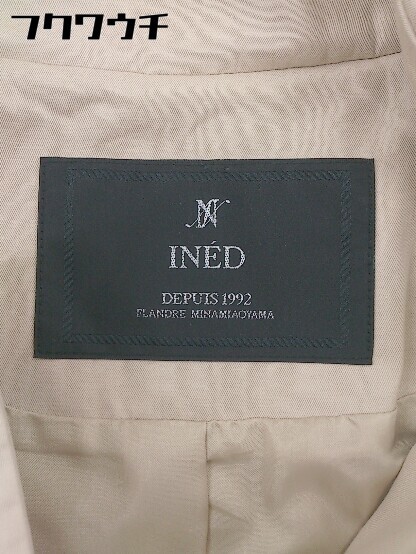 フクワウチ
INÉD
DEPUIS 1992
FLANDRE MINAMIAOYAMA